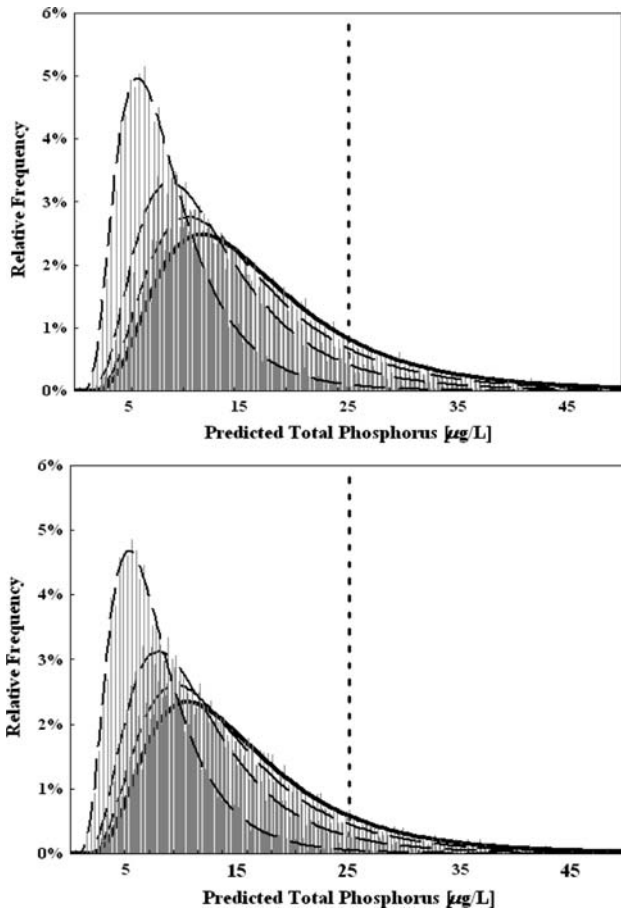 6%
5%
4%
3%
2%
1%
0%
Relative Frequency
5 15 25 35 45
Predicted Total Phosphorus [µg/L]
6%
5%
4%
3%
2%
1%
0%
Relative Frequency
5 15 25 35 45
Predicted Total Phosphorus [µg/L]